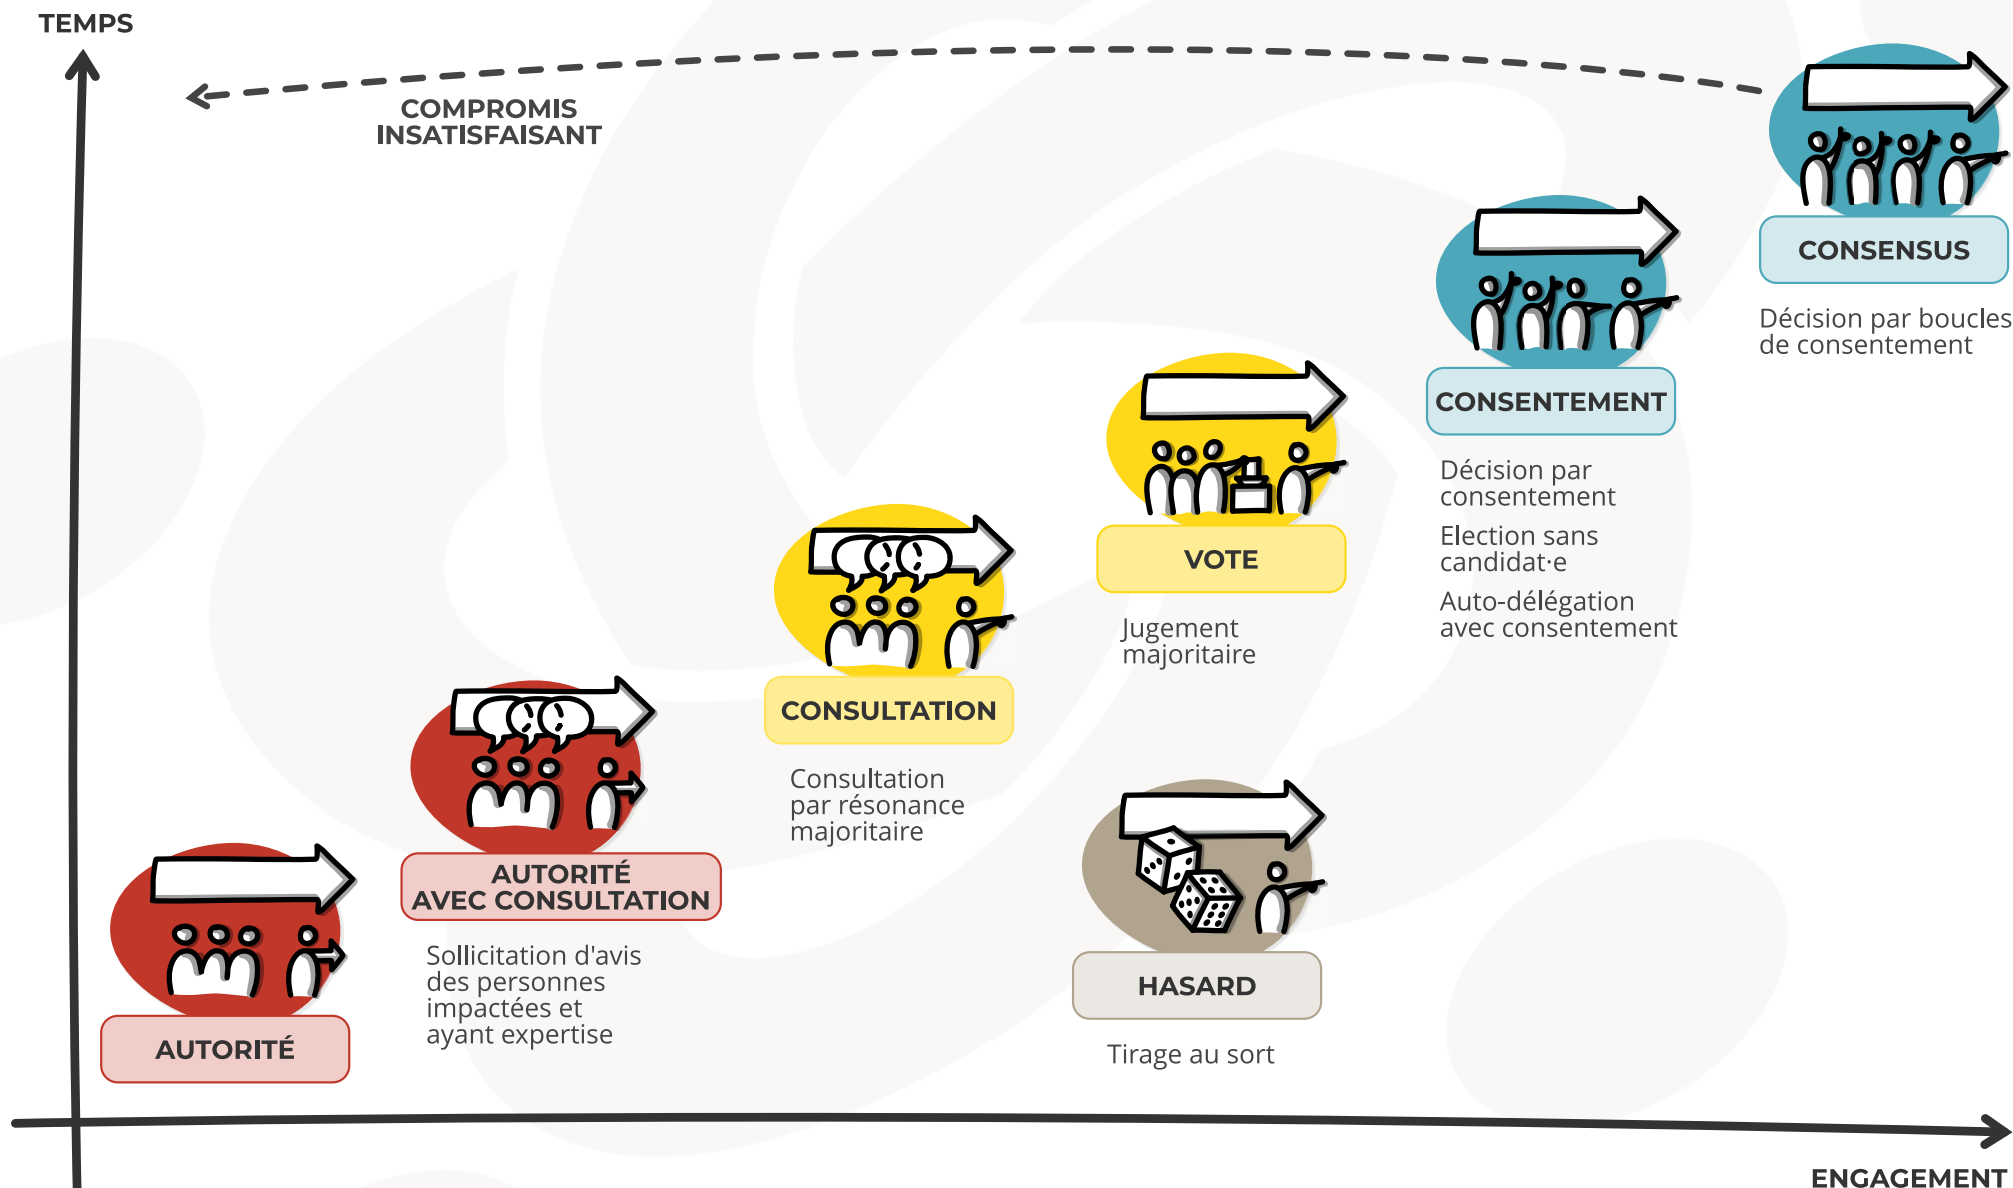 TEMPS
COMPROMIS
INSATISFAISANT
CONSENSUS
Décision par boucles
de consentement
CONSENTEMENT
Décision par
consentement
Election sans
candidat·e
Auto-délégation
avec consentement
VOTE
Jugement
majoritaire
CONSULTATION
Consultation
par résonance
majoritaire
HASARD
Tirage au sort
AUTORITÉ
AVEC CONSULTATION
Sollicitation d'avis
des personnes
impactées et
ayant expertise
AUTORITÉ
ENGAGEMENT